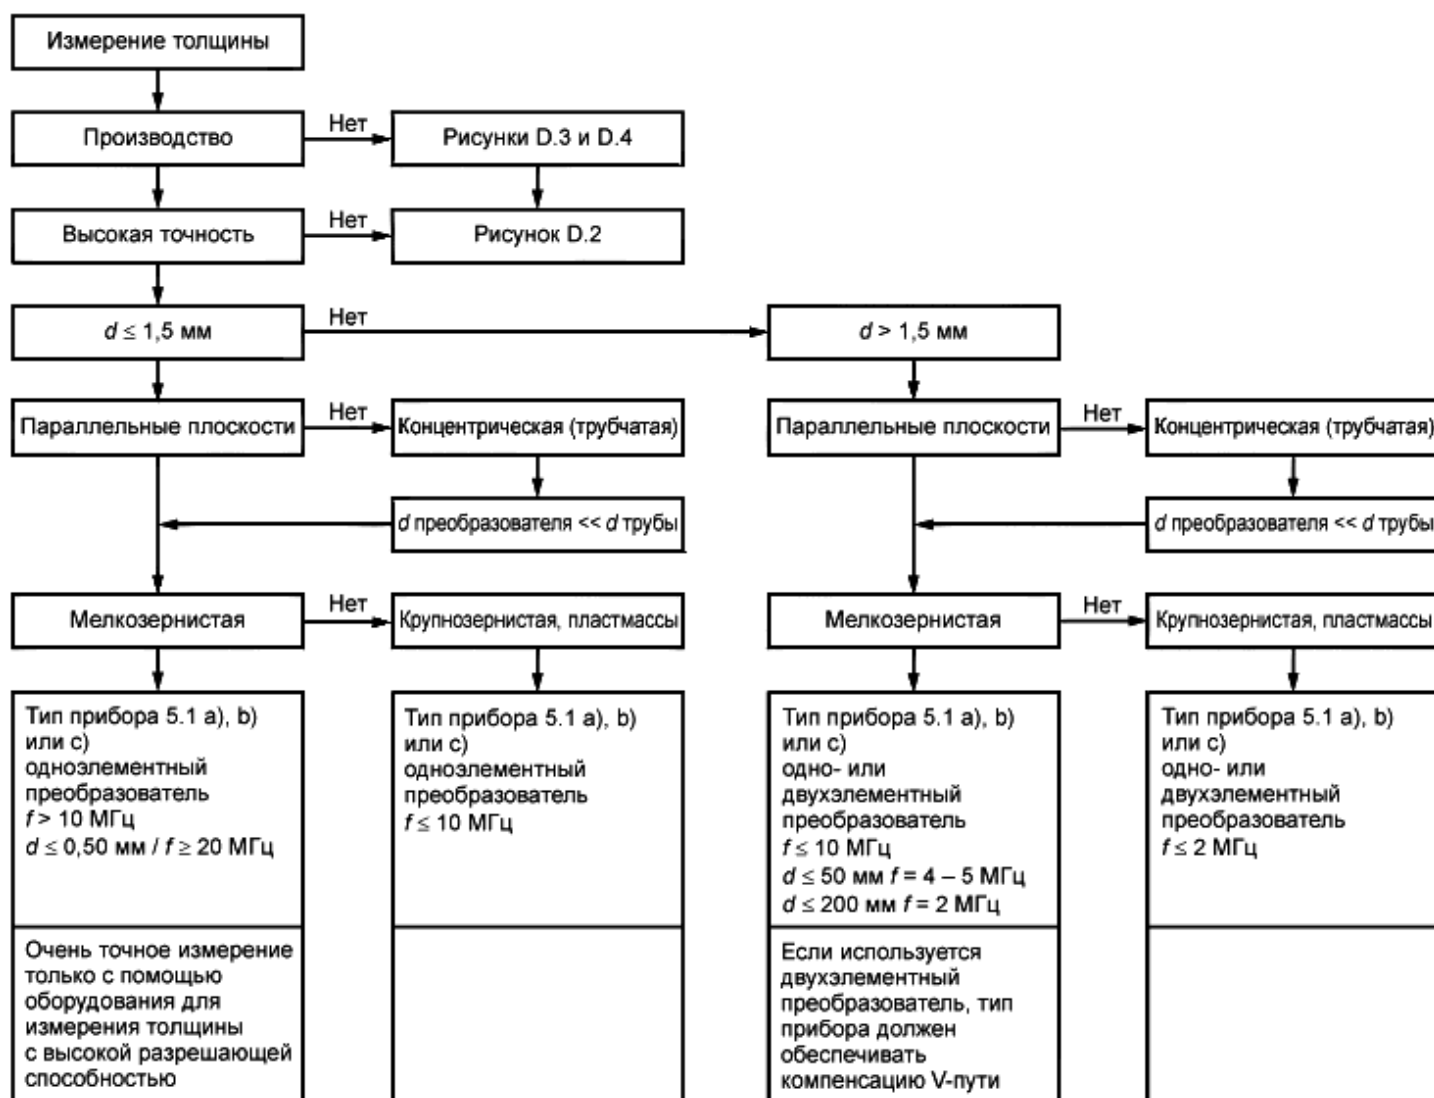 Измерение толщины
Производство
Нет
Рисунки D.3 и D.4
Высокая точность
Нет
Рисунок D.2
d ≤ 1,5 мм
Нет
d > 1,5 мм
Параллельные плоскости
Нет
Концентрическая (трубчатая)
Параллельные плоскости
Нет
Концентрическая (трубчатая)
d преобразователя << d трубы
d преобразователя << d трубы
Мелкозернистая
Нет
Крупнозернистая, пластмассы
Мелкозернистая
Нет
Крупнозернистая, пластмассы
Тип прибора 5.1 a), b)
или c)
одноэлементный
преобразователь
f > 10 МГц
d ≤ 0,50 мм / f ≥ 20 МГц
Очень точное измерение
только с помощью
оборудования для
измерения толщины
с высокой разрешающей
способностью
Тип прибора 5.1 a), b)
или c)
одноэлементный
преобразователь
f ≤ 10 МГц
Тип прибора 5.1 a), b)
или c)
одно- или
двухэлементный
преобразователь
f ≤ 10 МГц
d ≤ 50 мм f = 4 – 5 МГц
d ≤ 200 мм f = 2 МГц
Если используется
двухэлементный
преобразователь, тип
прибора должен
обеспечивать
компенсацию V-пути
Тип прибора 5.1 a), b)
или c)
одно- или
двухэлементный
преобразователь
f ≤ 2 МГц